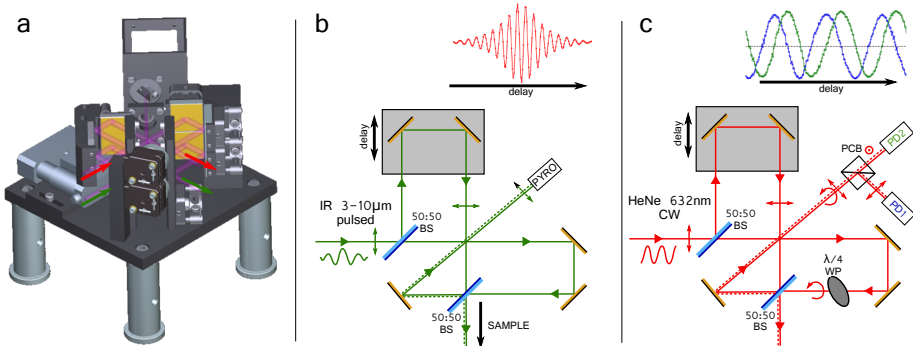 a
b
delay
delay
IR 3-10μm
pulsed
50:50
BS
PYRO
50:50
BS
SAMPLE
c
delay
delay
HeNe 632nm
CW
50:50
BS
PCB
PD2
PD1
λ/4
WP
50:50
BS